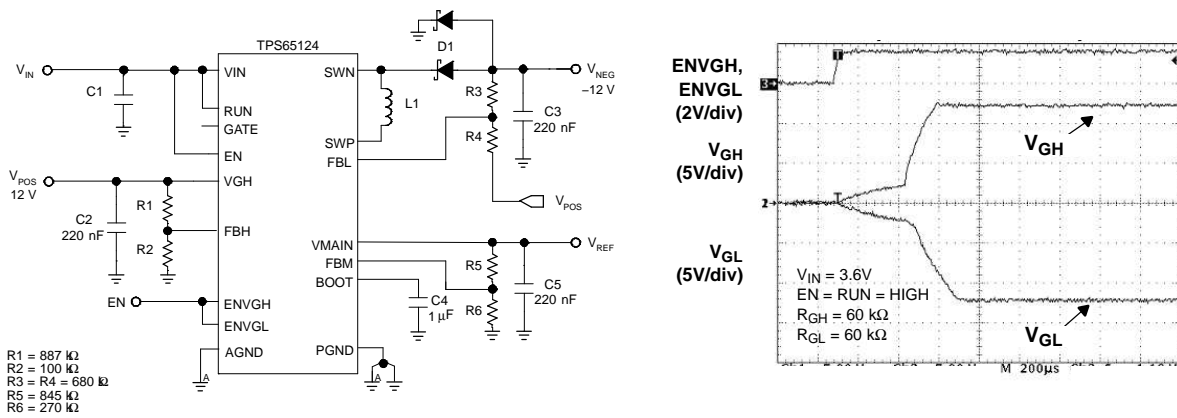 TPS65124
V_IN
C1
VIN
RUN
GATE
EN
SWN
SWP
FBL
L1
D1
R3
R4
C3
220 nF
V_NEG
–12 V
V_POS
V_POS
12 V
C2
220 nF
R1
R2
VGH
FBH
VMAIN
FBM
BOOT
R5
R6
C4
1 µF
C5
220 nF
V_REF
EN
ENVGH
ENVGL
AGND
PGND
A
A
R1 = 887 kΩ
R2 = 100 kΩ
R3 = R4 = 680 kΩ
R5 = 845 kΩ
R6 = 270 kΩ
ENVGH,
ENVGL
(2V/div)
V_GH
(5V/div)
V_GL
(5V/div)
3
T
2
T
V_GH
V_GL
V_IN = 3.6V
EN = RUN = HIGH
R_GH = 60 kΩ
R_GL = 60 kΩ
M 200µs